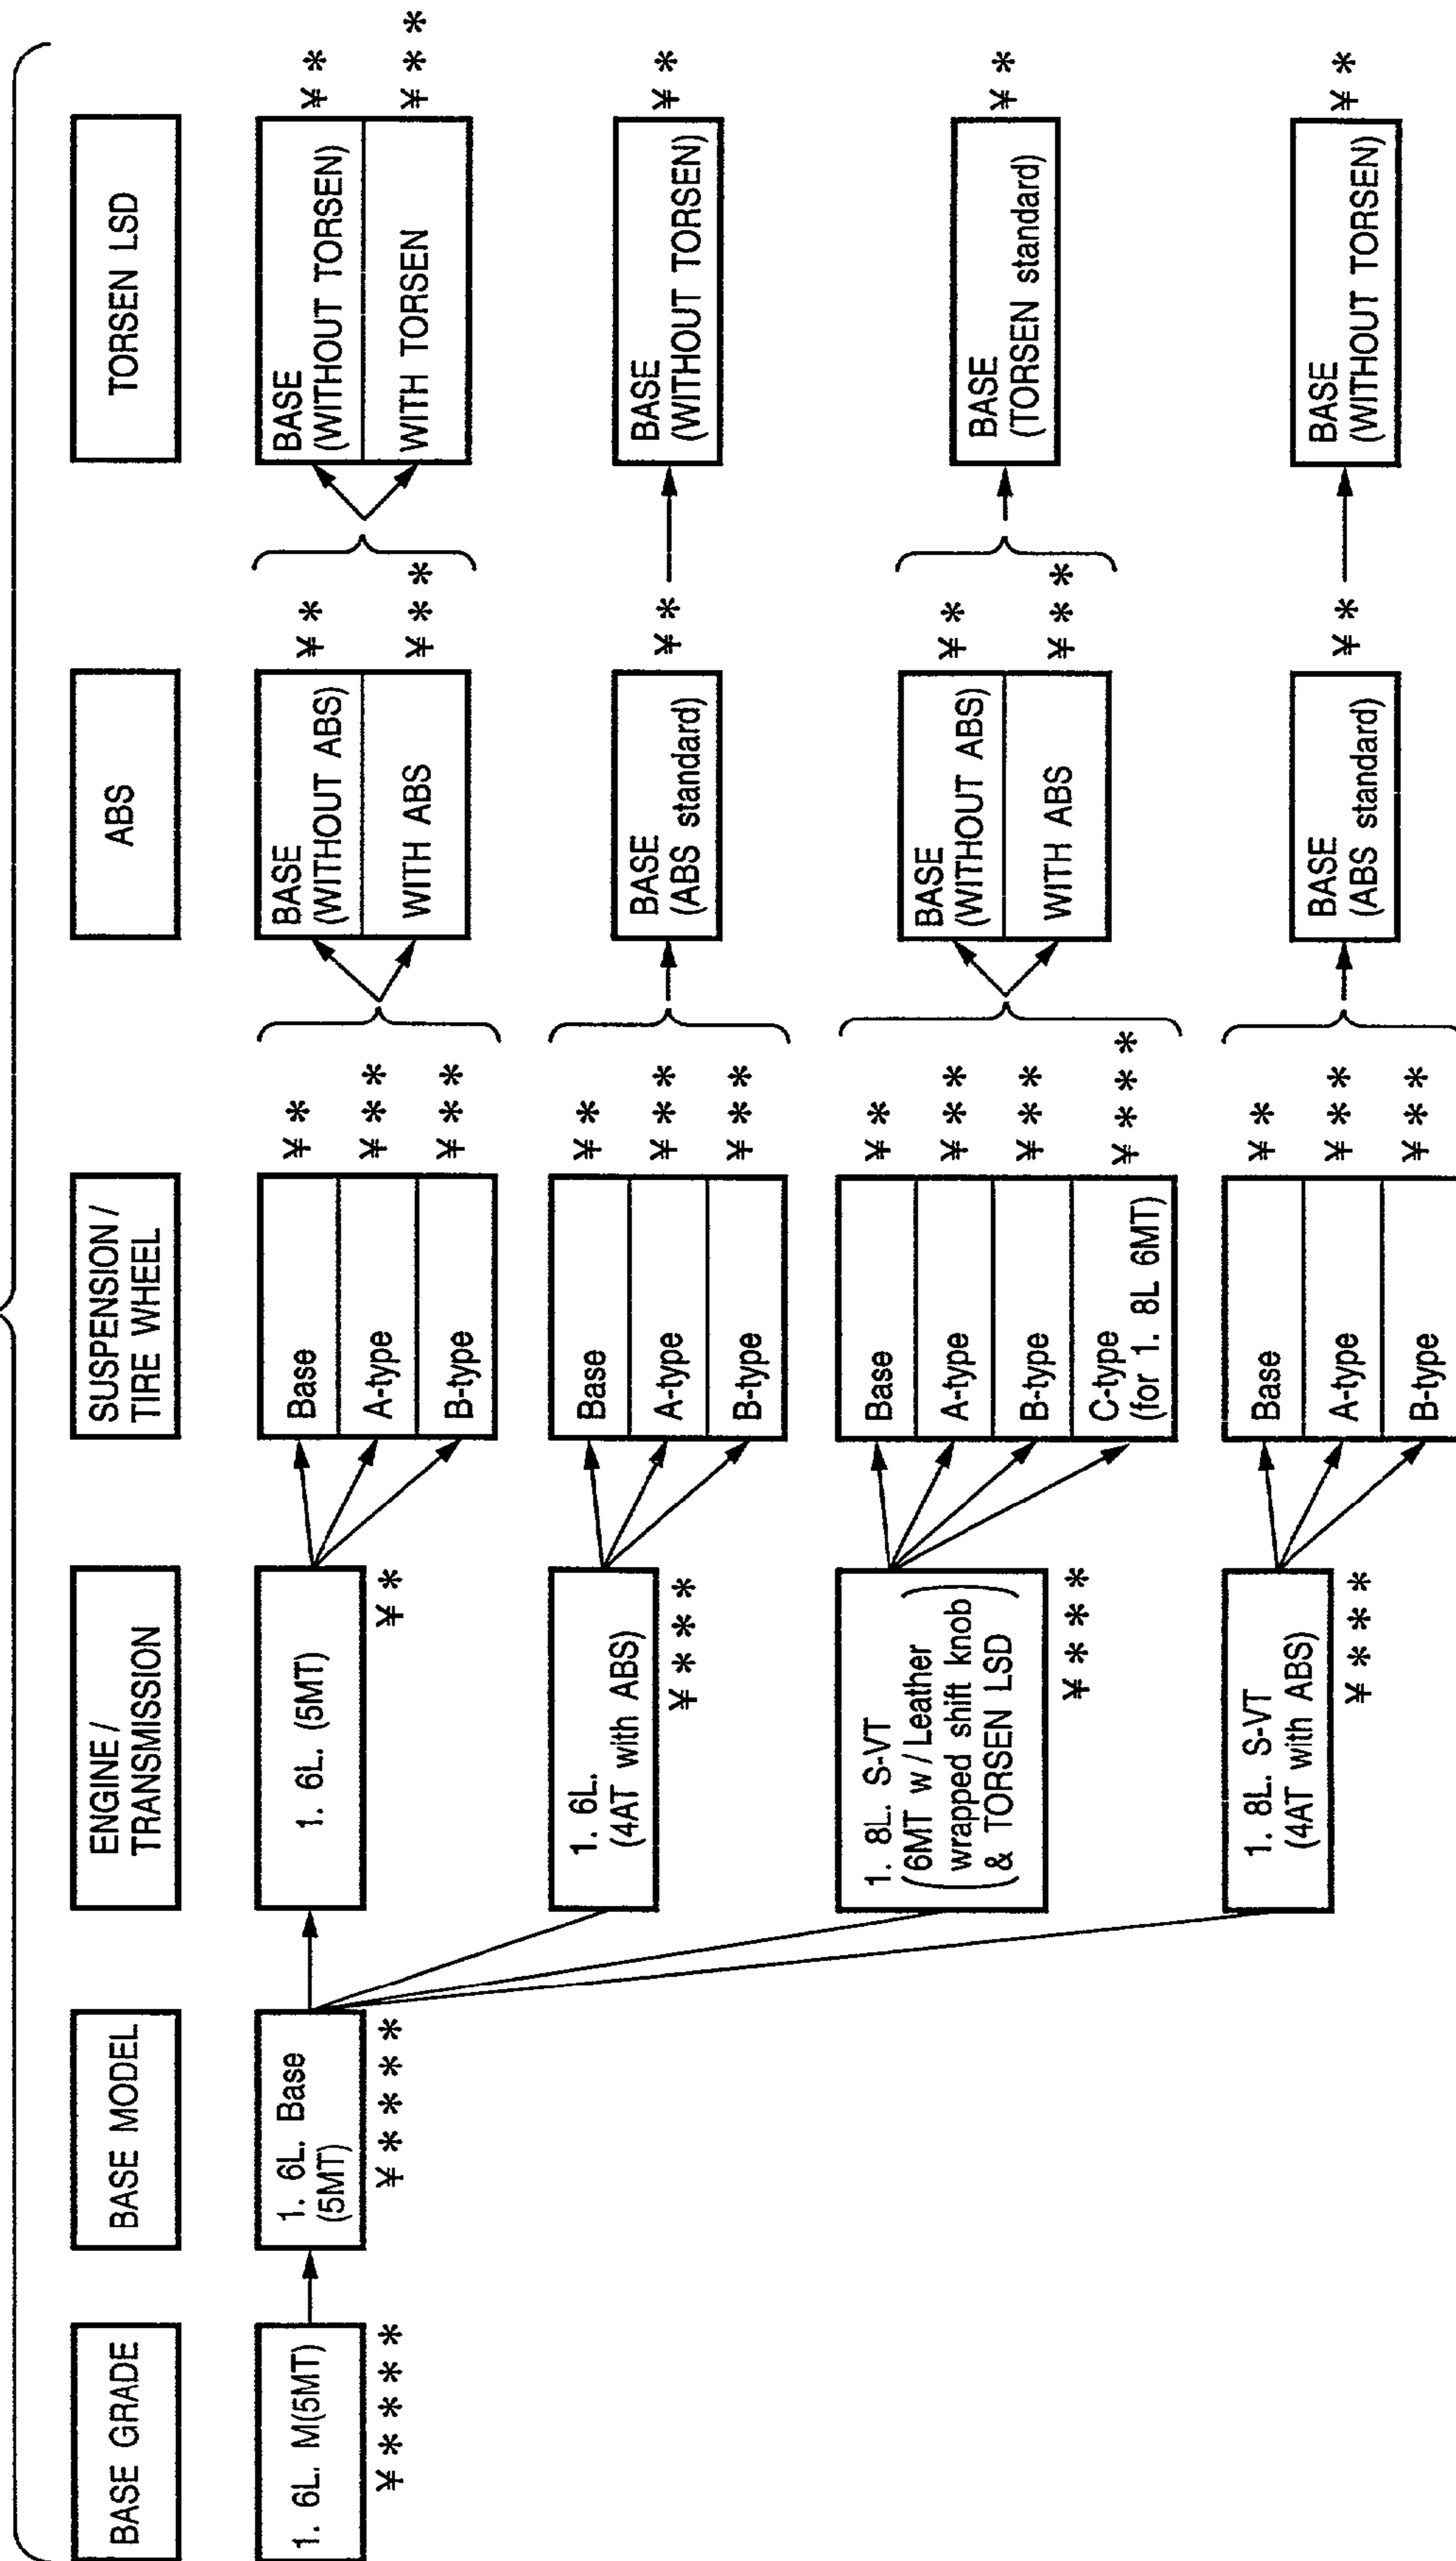 BASE GRADE
BASE MODEL
ENGINE /
TRANSMISSION
SUSPENSION /
TIRE WHEEL
ABS
TORSEN LSD
1. 6L. M(5MT)
¥ * * * *
1. 6L. Base
(5MT)
¥ * * * *
1. 6L. (5MT)
¥ *
Base
¥ *
A-type
¥ * *
B-type
¥ * *
BASE
(WITHOUT ABS)
¥ *
WITH ABS
¥ * *
BASE
(WITHOUT TORSEN)
¥ *
WITH TORSEN
¥ * *
1. 6L.
(4AT with ABS)
¥ * * *
Base
¥ *
A-type
¥ * *
B-type
¥ * *
BASE
(ABS standard)
¥ *
BASE
(WITHOUT TORSEN)
¥ *
1. 8L. S-VT
(6MT w / Leather
wrapped shift knob
& TORSEN LSD)
¥ * * *
Base
¥ *
A-type
¥ * *
B-type
¥ * *
C-type
(for 1. 8L 6MT)
¥ * * *
BASE
(WITHOUT ABS)
¥ *
WITH ABS
¥ * *
BASE
(TORSEN standard)
¥ *
1. 8L. S-VT
(4AT with ABS)
¥ * * *
Base
¥ *
A-type
¥ * *
B-type
¥ * *
BASE
(ABS standard)
¥ *
BASE
(WITHOUT TORSEN)
¥ *